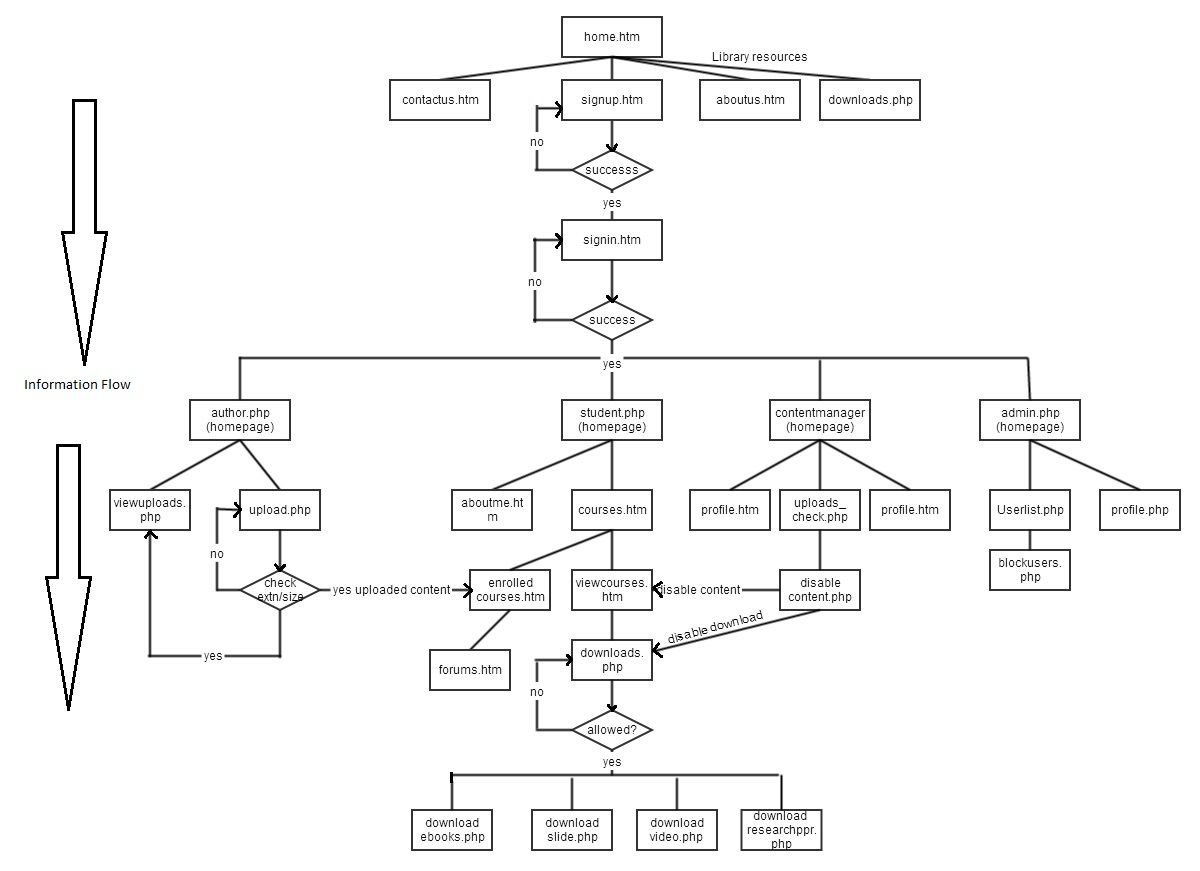 home.htm
Library resources
contactus.htm
signup.htm
aboutus.htm
downloads.php
no
successs
yes
signin.htm
no
success
yes
Information Flow
author.php
(homepage)
student.php
(homepage)
contentmanager
(homepage)
admin.php
(homepage)
viewuploads.
php
upload.php
aboutme.ht
m
courses.htm
profile.htm
uploads_
check.php
profile.htm
Userlist.php
profile.php
no
check
extn/size
yes uploaded content
enrolled
courses.htm
viewcourses.
htm
disable content
disable
content.php
blockusers.
php
disable download
yes
forums.htm
downloads.
php
no
allowed?
yes
download
ebooks.php
download
slide.php
download
video.php
download
researchppr.
php